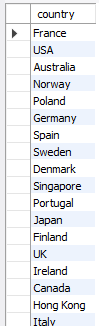 country
France
USA
Australia
Norway
Poland
Germany
Spain
Sweden
Denmark
Singapore
Portugal
Japan
Finland
UK
Ireland
Canada
Hong Kong
Italy